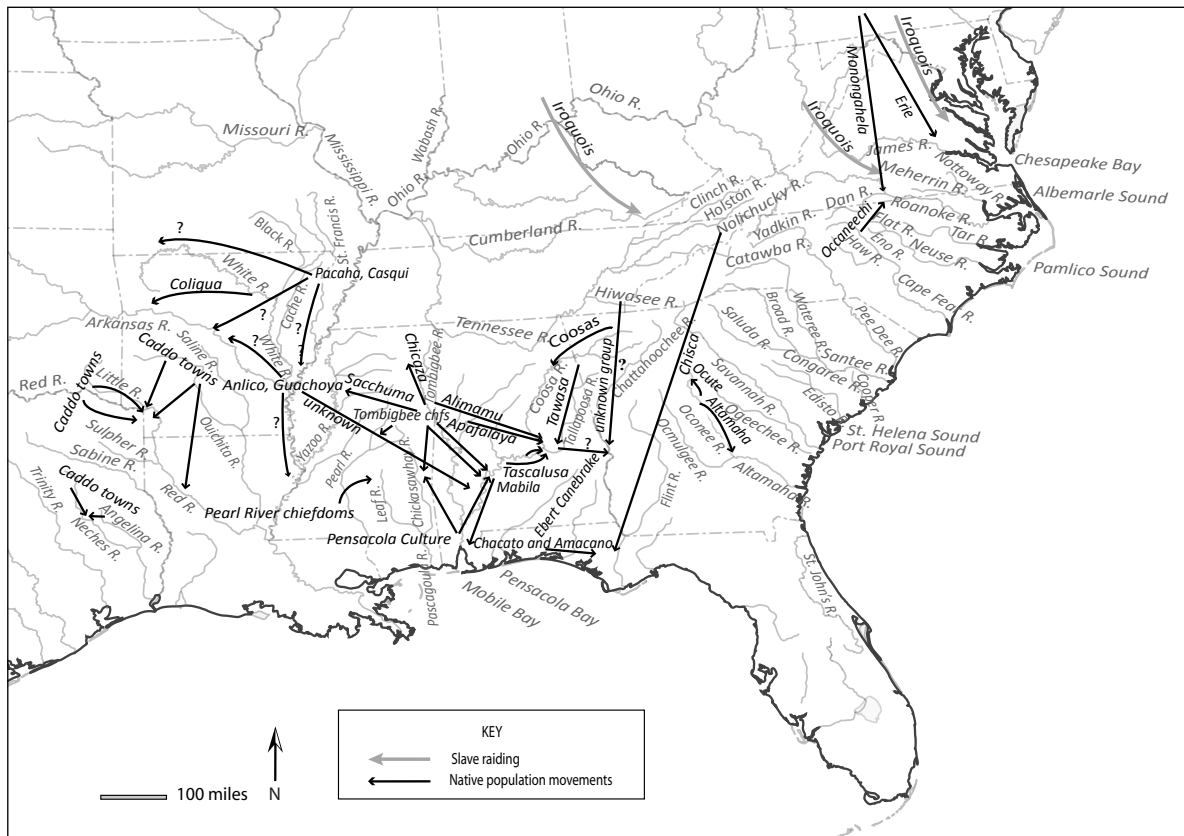 Iroquois
Monongahela
Erie
Iroquois
Iroquois
Ohio R.
Missouri R.
Mississippi R.
Wabash R.
Ohio R.
Ohio R.
James R.
Nottoway R.
Meherrin R.
Chesapeake Bay
Albemarle Sound
Pamlico Sound
Clinch R.
Holston R.
Nolichucky R.
Dan R.
Yadkin R.
Roanoke R.
Occaneechi
Flat R.
Tar R.
Eno R.
Neuse R.
Haw R.
Catawba R.
Cape Fear R.
Cumberland R.
Black R.
St. Francis R.
?
Pacaha, Casqui
White R.
Cache R.
Coliqua
?
?
?
?
Hiwasee R.
Tennessee R.
Broad R.
Wateree R.
Pee Dee R.
Saluda R.
Santee R.
Congaree R.
Cooper R.
Edisto R.
St. Helena Sound
Port Royal Sound
Arkansas R.
Saline R.
White R.
Caddo towns
Little R.
Red R.
Caddo towns
Anlico, Guachoya
Sacchuma
unknown
Chicaza
Tombigbee R.
Tombigbee chfs
Alimamu
Apafalaya
Coosas
Coosa R.
Tawasa
Tallapoosa R.
unknown group
?
Chattahoochee R.
Chisca
Ocute
Altamaha
Savannah R.
Ogeechee R.
Oconee R.
Ocmulgee R.
Altamaha R.
Flint R.
Sulpher R.
Ouichita R.
?
Yazoo R.
Pearl R.
Leaf R.
Chickasawhay R.
Tascalusa
Mabila
?
Ebert Canebrake
Sabine R.
Trinity R.
Caddo towns
Angelina R.
Neches R.
Red R.
Pearl River chiefdoms
Pensacola Culture
Chacato and Amacano
Pascagoula R.
Pensacola Bay
Mobile Bay
St. John's R.
KEY
Slave raiding
Native population movements
100 miles
N